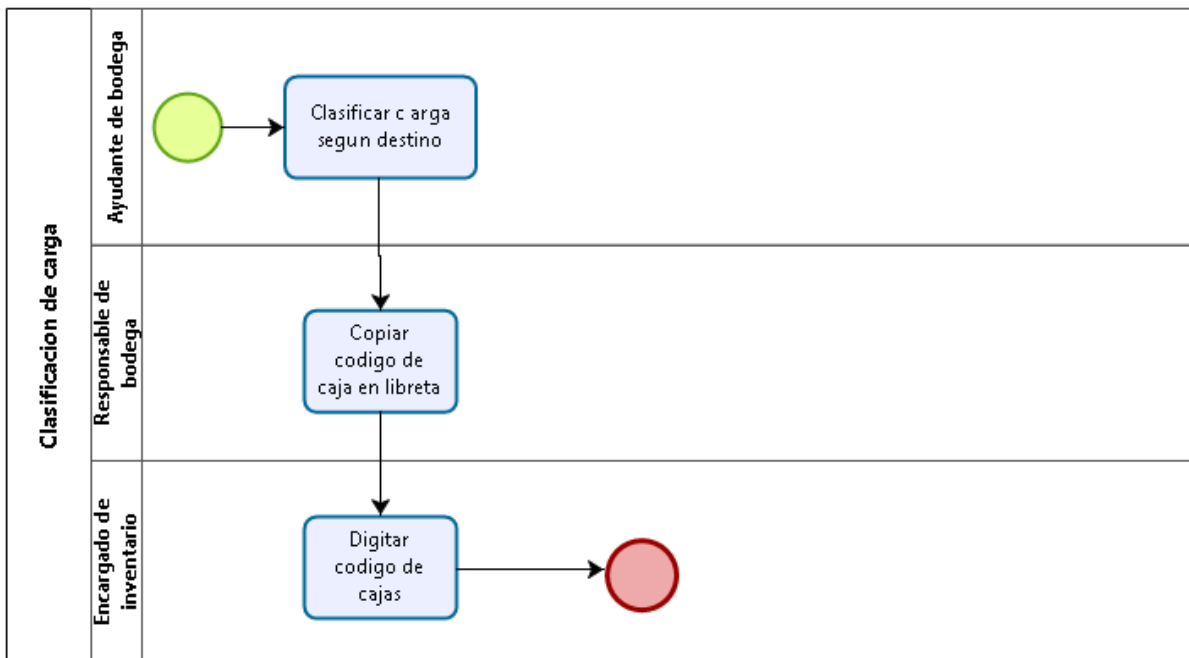 Clasificacion de carga
Ayudante de bodega
Clasificar c arga
segun destino
Responsable de
bodega
Copiar
codigo de
caja en libreta
Encargado de
inventario
Digitar
codigo de
cajas